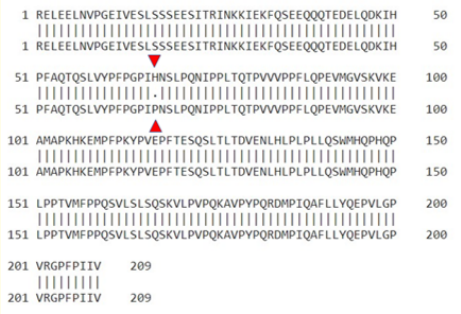 1 RELEELNVPGEIVESLSSSEESITRINKKIEKFQSEEQQQTEDELQDKIH 50
||||||||||||||||||||||||||||||||||||||||||||||||||
1 RELEELNVPGEIVESLSSSEESITRINKKIEKFQSEEQQQTEDELQDKIH 50
51 PFAQTQSLVYPFPGPIHNSLPQNIPPLTQTPVVVPPFLQPEVMGVSKVKE 100
||||||||||||||||.|||||||||||||||||||||||||||||||||
51 PFAQTQSLVYPFPGPIPNSLPQNIPPLTQTPVVVPPFLQPEVMGVSKVKE 100
101 AMAPKHKEMPFPKYPVEPFTESQSLTLTDVENLHLPLPLLQSWMHQPHQP 150
||||||||||||||||||||||||||||||||||||||||||||||||||
101 AMAPKHKEMPFPKYPVEPFTESQSLTLTDVENLHLPLPLLQSWMHQPHQP 150
151 LPPTVMFPPQSVLSLSQSKVLPVPQKAVPYPQRDMPIQAFLLYQEPVLGP 200
||||||||||||||||||||||||||||||||||||||||||||||||||
151 LPPTVMFPPQSVLSLSQSKVLPVPQKAVPYPQRDMPIQAFLLYQEPVLGP 200
201 VRGPFPIIV 209
|||||||||
201 VRGPFPIIV 209